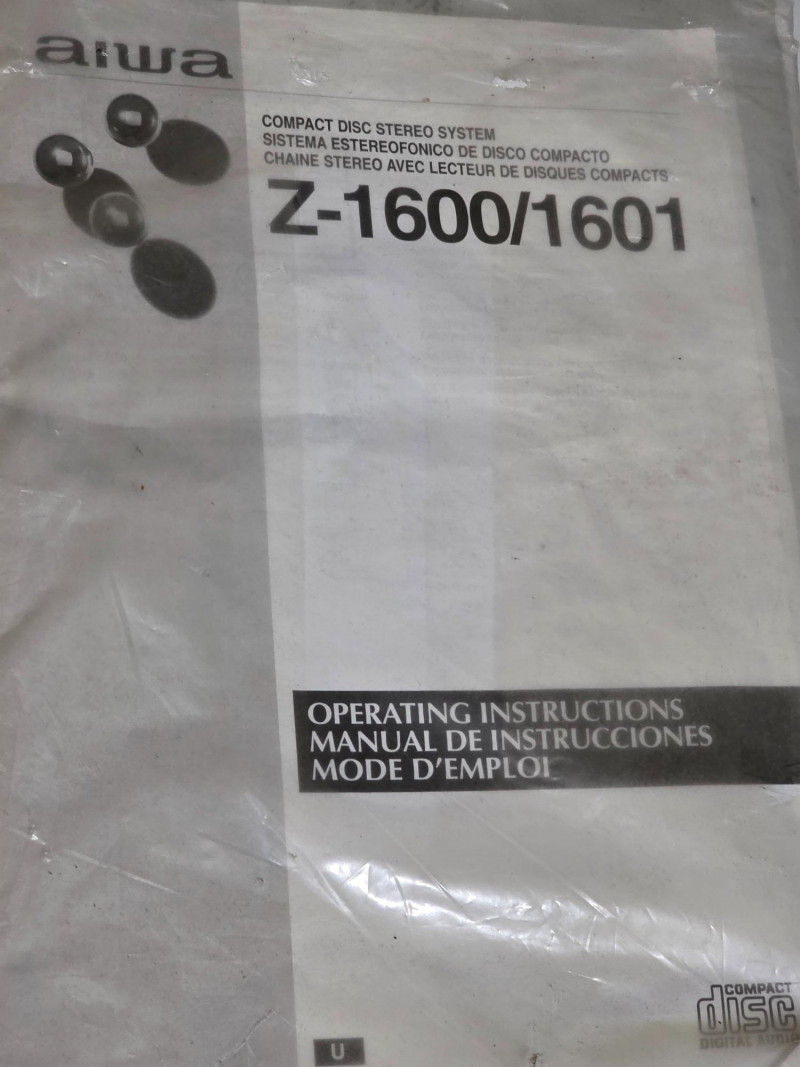 aiwa
COMPACT DISC STEREO SYSTEM
SISTEMA ESTEREOFONICO DE DISCO COMPACTO
CHAINE STEREO AVEC LECTEUR DE DISQUES COMPACTS
Z-1600/1601
OPERATING INSTRUCTIONS
MANUAL DE INSTRUCCIONES
MODE D'EMPLOI
COMPACT
disc
DIGITAL AUDIO
U